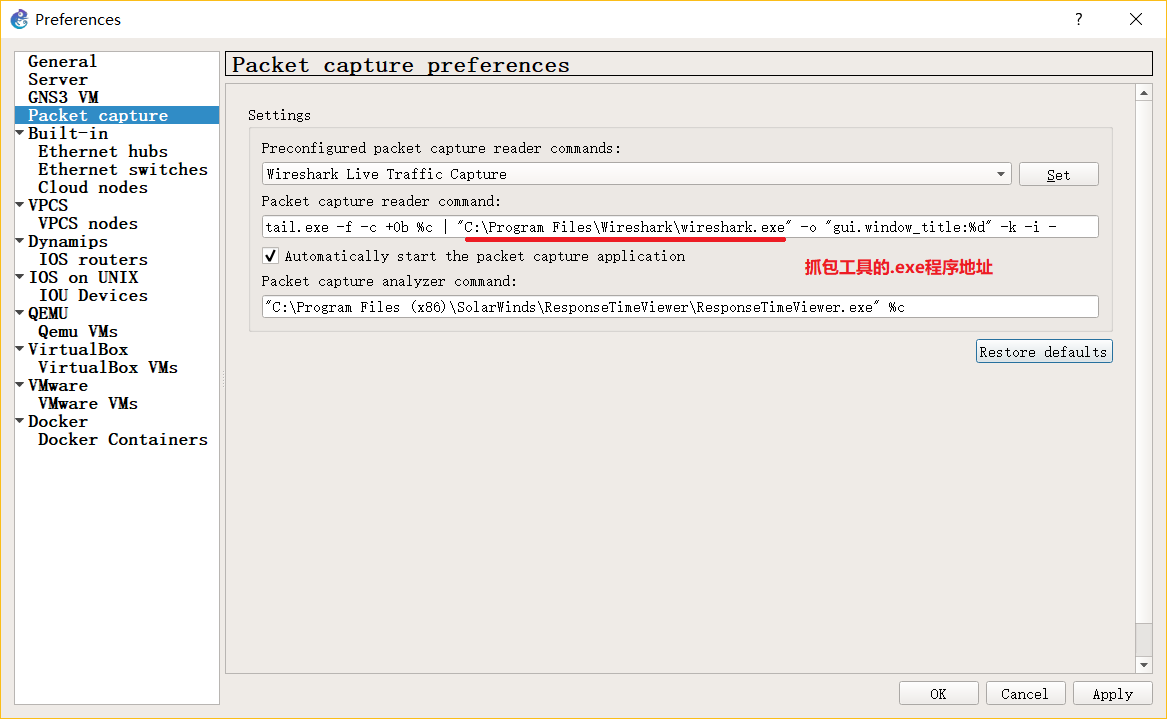 Preferences
?
General
Server
GNS3 VM
Packet capture
Built-in
Ethernet hubs
Ethernet switches
Cloud nodes
VPCS
VPCS nodes
Dynamips
IOS routers
IOS on UNIX
IOU Devices
QEMU
Qemu VMs
VirtualBox
VirtualBox VMs
VMware
VMware VMs
Docker
Docker Containers
Packet capture preferences
Settings
Preconfigured packet capture reader commands:
Wireshark Live Traffic Capture
Set
Packet capture reader command:
tail.exe -f -c +0b %c | "C:\Program Files\Wireshark\wireshark.exe" -o "gui.window_title:%d" -k -i -
Automatically start the packet capture application
抓包工具的.exe程序地址
Packet capture analyzer command:
"C:\Program Files (x86)\SolarWinds\ResponseTimeViewer\ResponseTimeViewer.exe" %c
Restore defaults
OK
Cancel
Apply